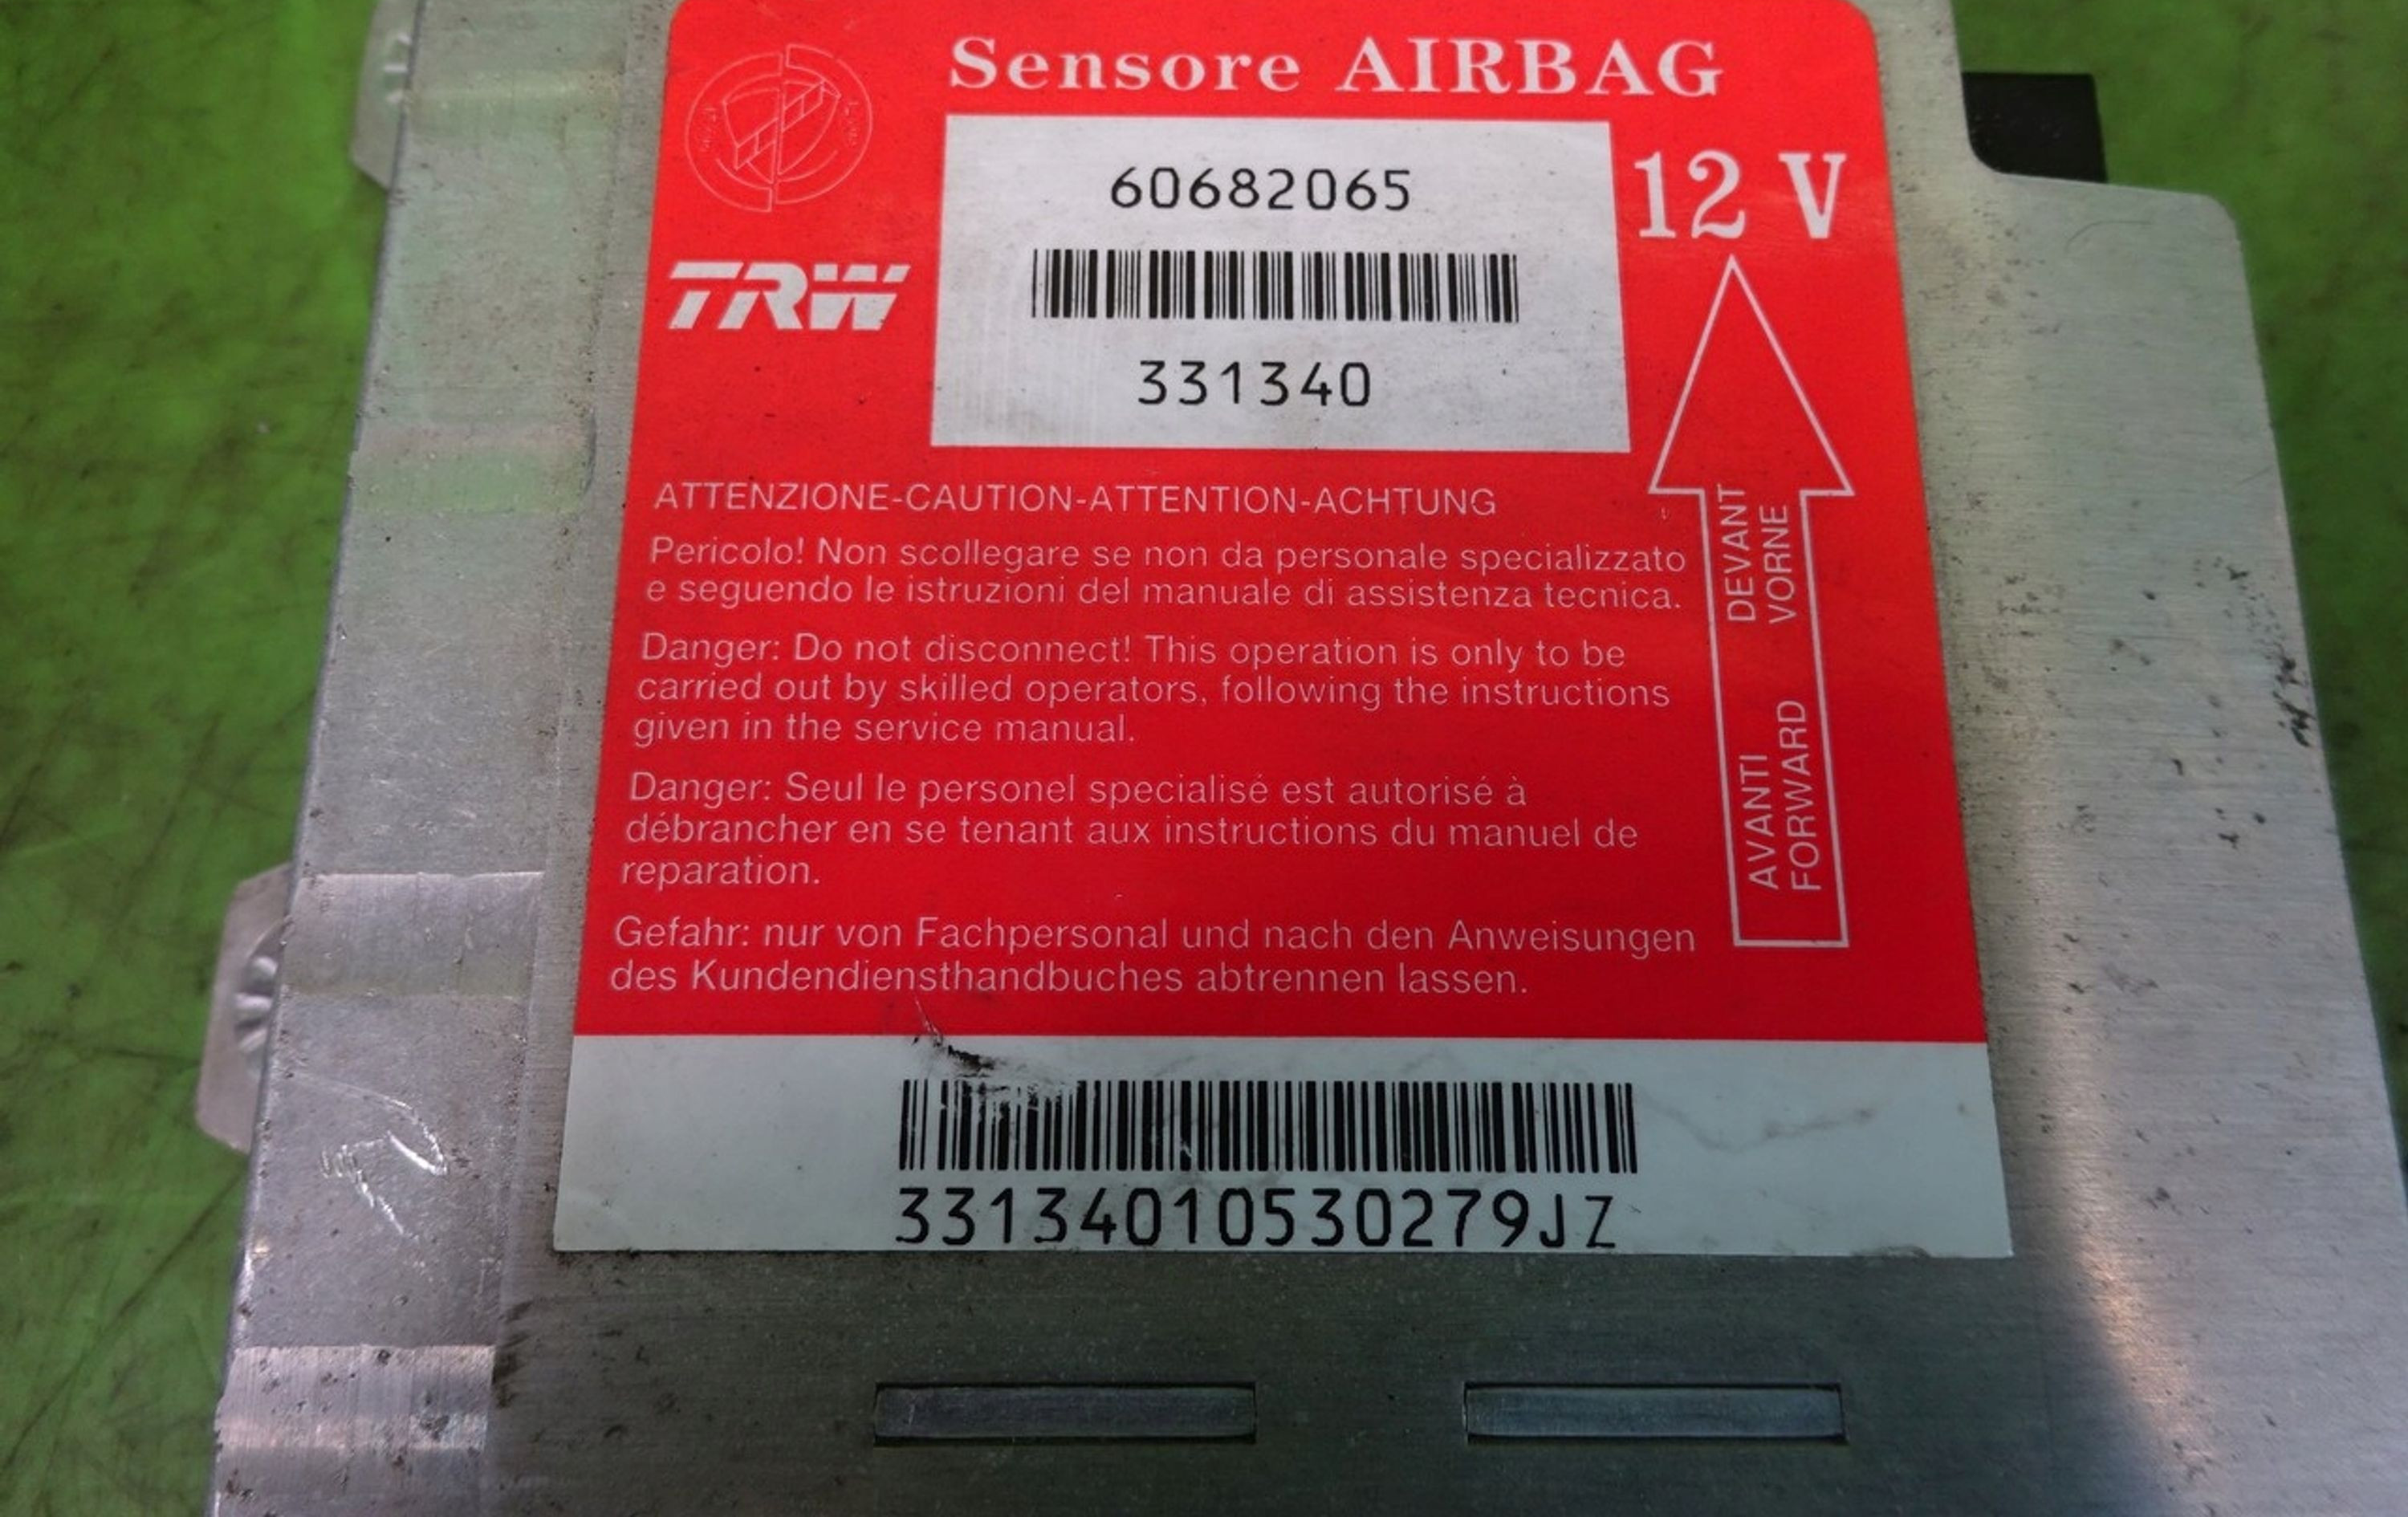 Sensore AIRBAG
60682065
12 V
TRW
331340
ATTENZIONE-CAUTION-ATTENTION-ACHTUNG
Pericolo! Non scollegare se non da personale specializzato
e seguendo le istruzioni del manuale di assistenza tecnica.
Danger: Do not disconnect! This operation is only to be
carried out by skilled operators, following the instructions
given in the service manual.
Danger: Seul le personel specialisé est autorisé à
débrancher en se tenant aux instructions du manuel de
reparation.
Gefahr: nur von Fachpersonal und nach den Anweisungen
des Kundendiensthandbuches abtrennen lassen.
AVANTI DEVANT
FORWARD VORNE
33134010530279JZ